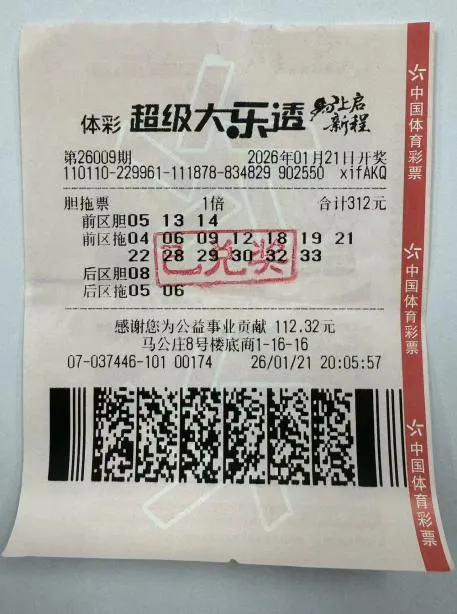 体彩 超级大乐透 马上启新程
第26009期 2026年01月21日开奖
110110-229961-111878-834829 902550 xifAKQ
胆拖票 1倍 合计312元
前区胆05 13 14
前区拖04 06 09 12 18 19 21
22 28 29 30 32 33
后区胆08
后区拖05 06
已兑奖
感谢您为公益事业贡献 112.32元
马公庄8号楼底商1-16-16
07-037446-101 00174 26/01/21 20:05:57
中国体育彩票
中国体育彩票
中国体育彩票